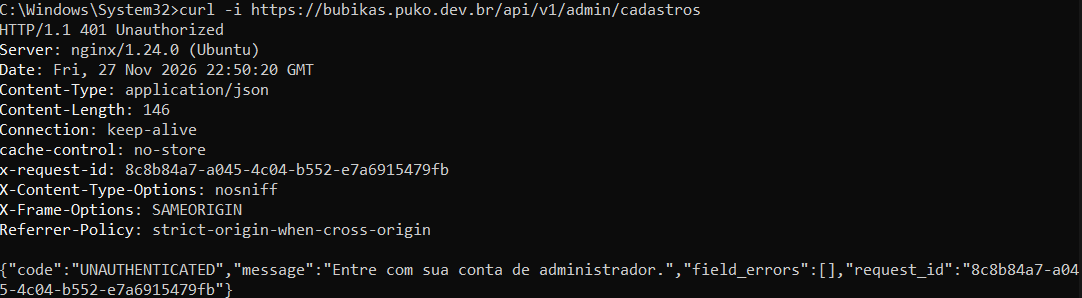 C:\Windows\System32>curl -i https://bubikas.puko.dev.br/api/v1/admin/cadastros
HTTP/1.1 401 Unauthorized
Server: nginx/1.24.0 (Ubuntu)
Date: Fri, 27 Nov 2026 22:50:20 GMT
Content-Type: application/json
Content-Length: 146
Connection: keep-alive
cache-control: no-store
x-request-id: 8c8b84a7-a045-4c04-b552-e7a6915479fb
X-Content-Type-Options: nosniff
X-Frame-Options: SAMEORIGIN
Referrer-Policy: strict-origin-when-cross-origin

{"code":"UNAUTHENTICATED","message":"Entre com sua conta de administrador.","field_errors":[],"request_id":"8c8b84a7-a04
5-4c04-b552-e7a6915479fb"}